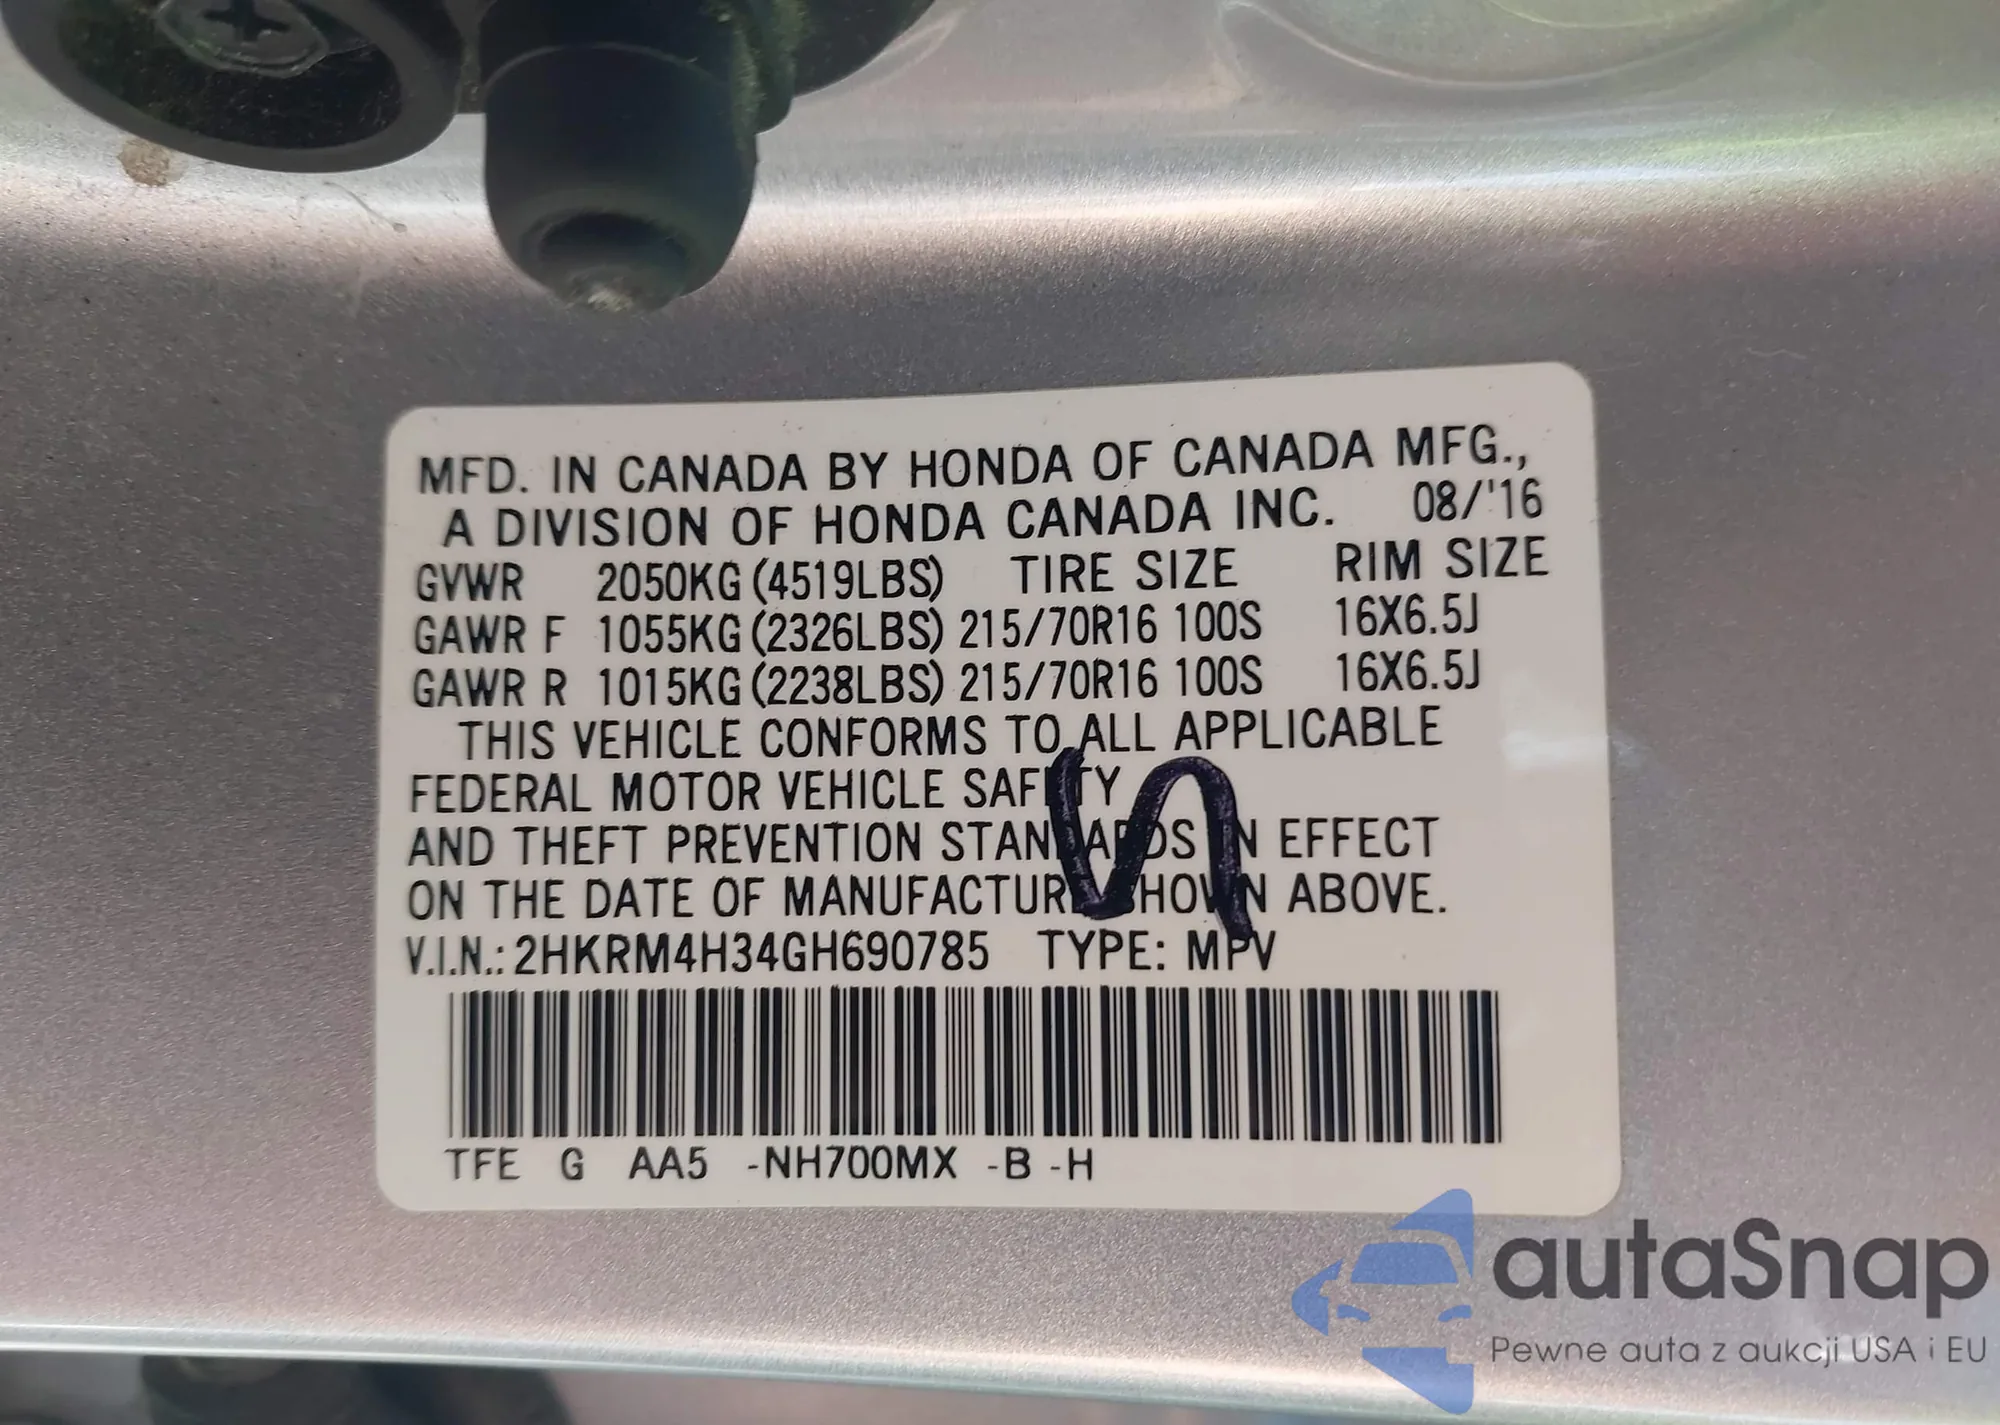 MFD. IN CANADA BY HONDA OF CANADA MFG.,
A DIVISION OF HONDA CANADA INC. 08/'16
GVWR 2050KG (4519LBS) TIRE SIZE RIM SIZE
GAWR F 1055KG (2326LBS) 215/70R16 100S 16X6.5J
GAWR R 1015KG (2238LBS) 215/70R16 100S 16X6.5J
THIS VEHICLE CONFORMS TO ALL APPLICABLE
FEDERAL MOTOR VEHICLE SAFETY
AND THEFT PREVENTION STANDARDS IN EFFECT
ON THE DATE OF MANUFACTURE SHOWN ABOVE.
V.I.N.: 2HKRM4H34GH690785 TYPE: MPV
TFE G AA5 -NH700MX -B -H
autaSnap
Pewne auta z aukcji USA i EU